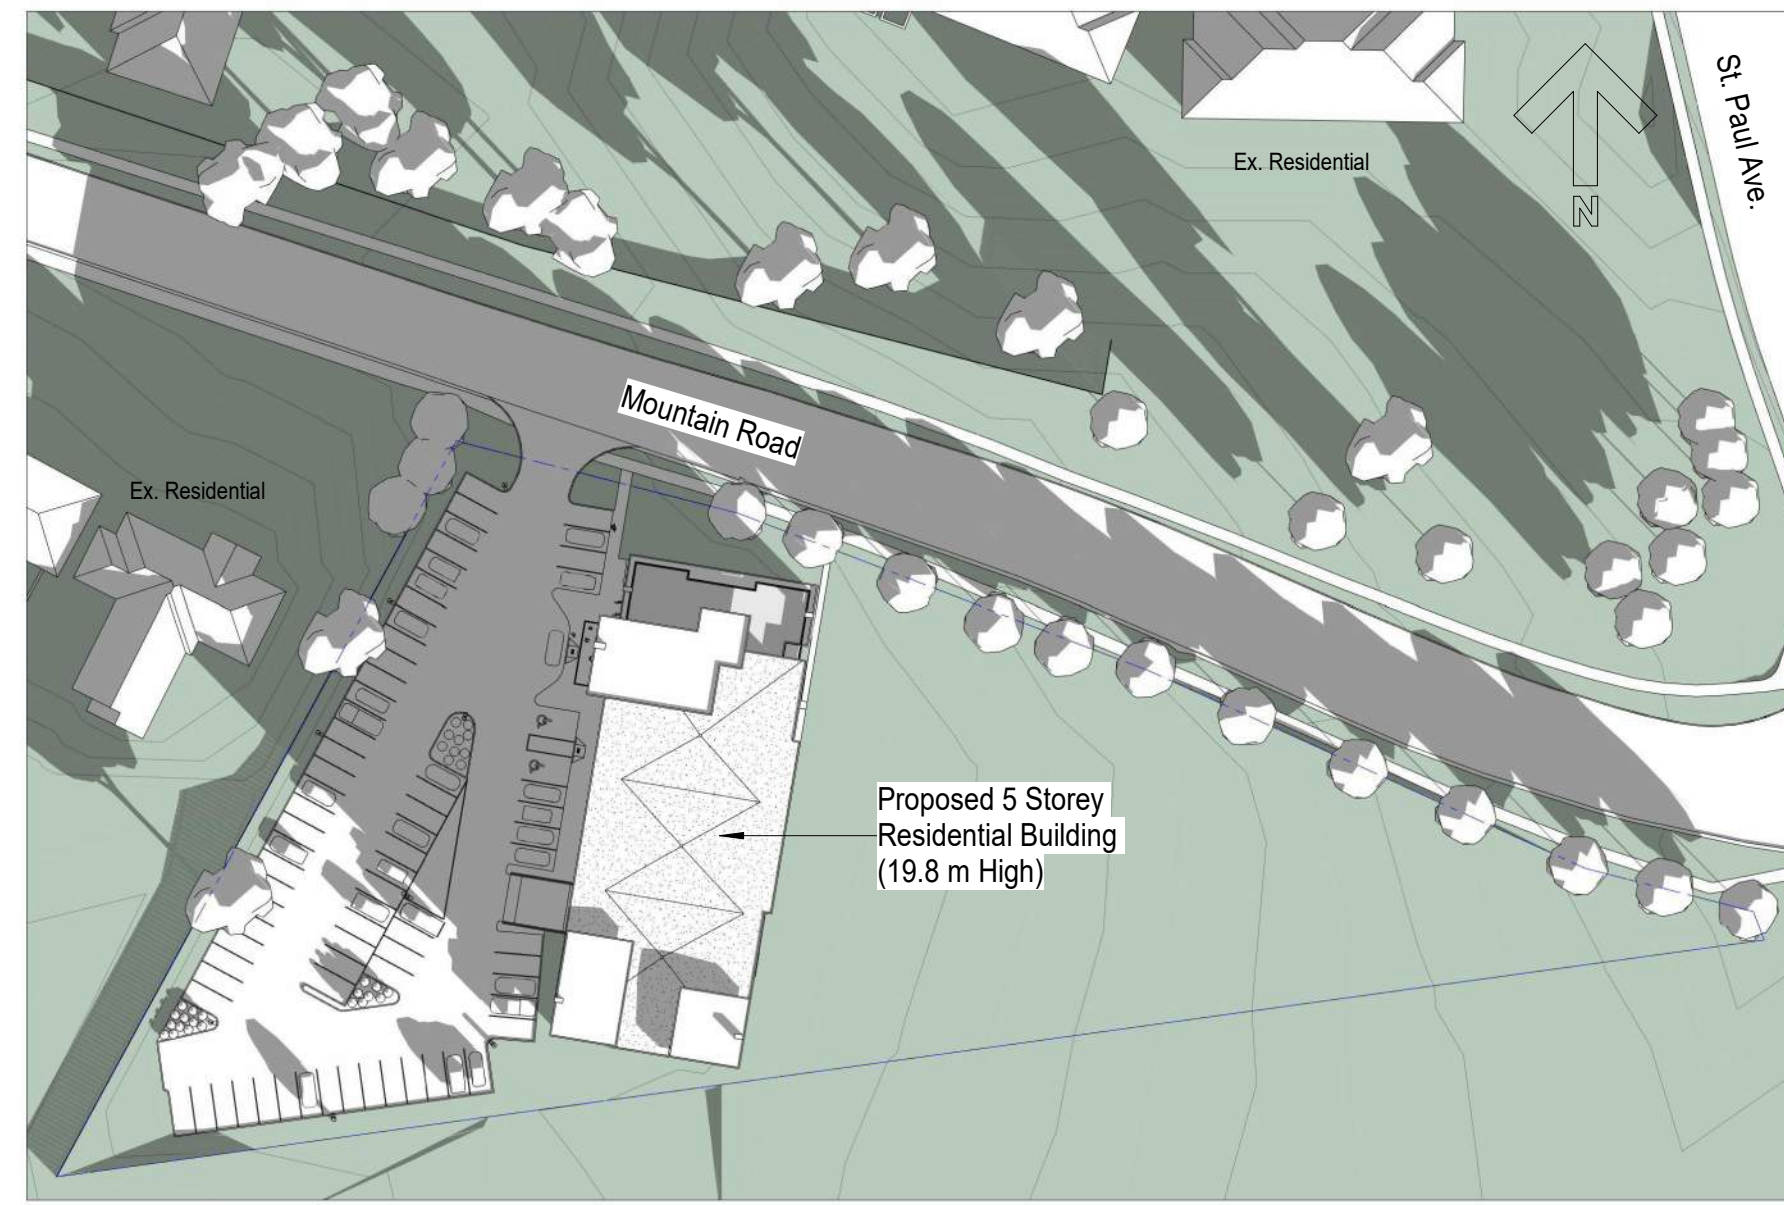 St. Paul Ave.
Ex. Residential
N
Mountain Road
Ex. Residential
Proposed 5 Storey
Residential Building
(19.8 m High)